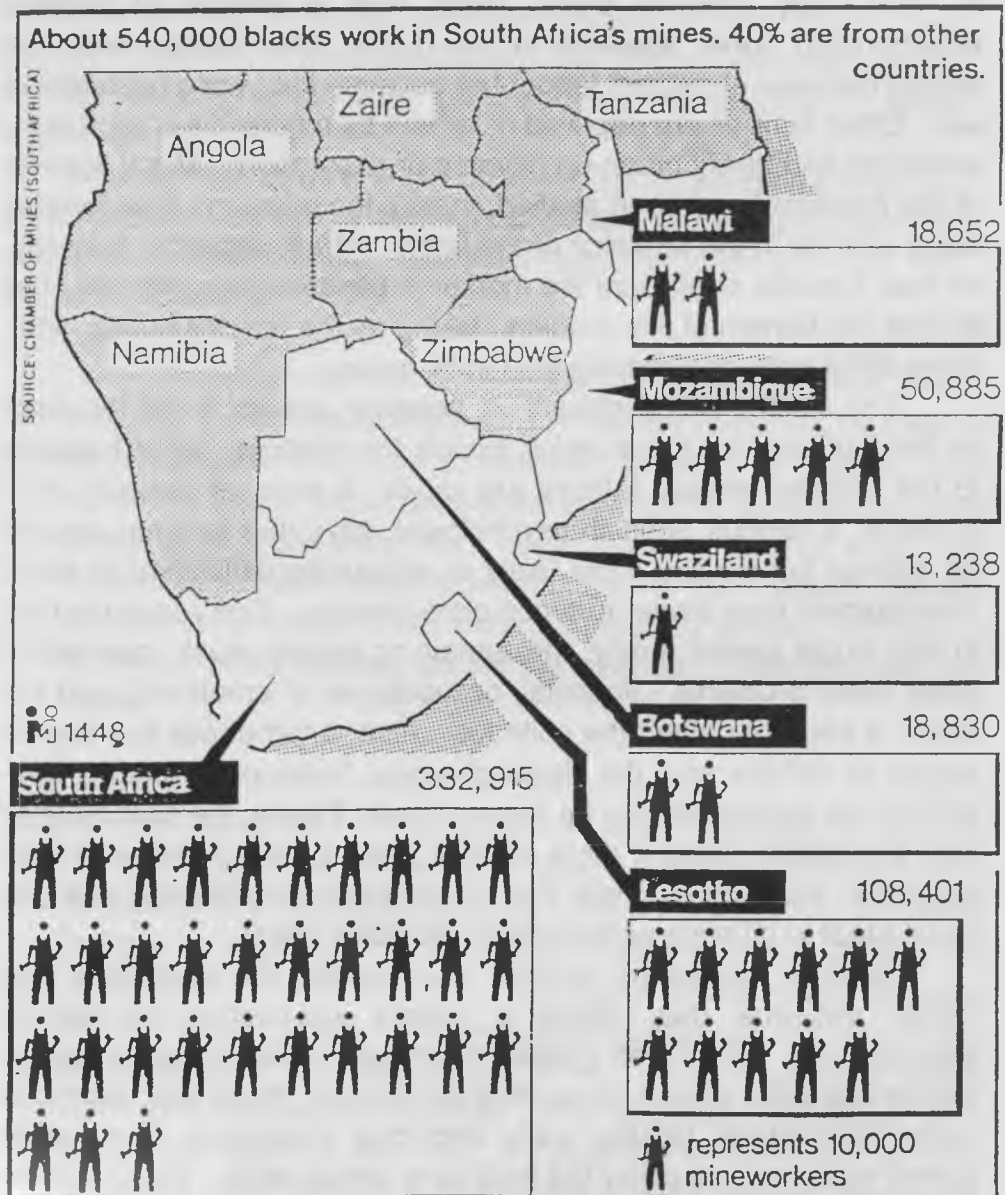 About 540,000 blacks work in South Africa's mines. 40% are from other
countries.
SOURCE: CHAMBER OF MINES (SOUTH AFRICA)
Angola
Zaire
Tanzania
Zambia
Namibia
Zimbabwe
Malawi
18,652
Mozambique
50,885
Swaziland
13,238
Botswana
18,830
Lesotho
108,401
1448
South Africa
332,915
represents 10,000
mineworkers